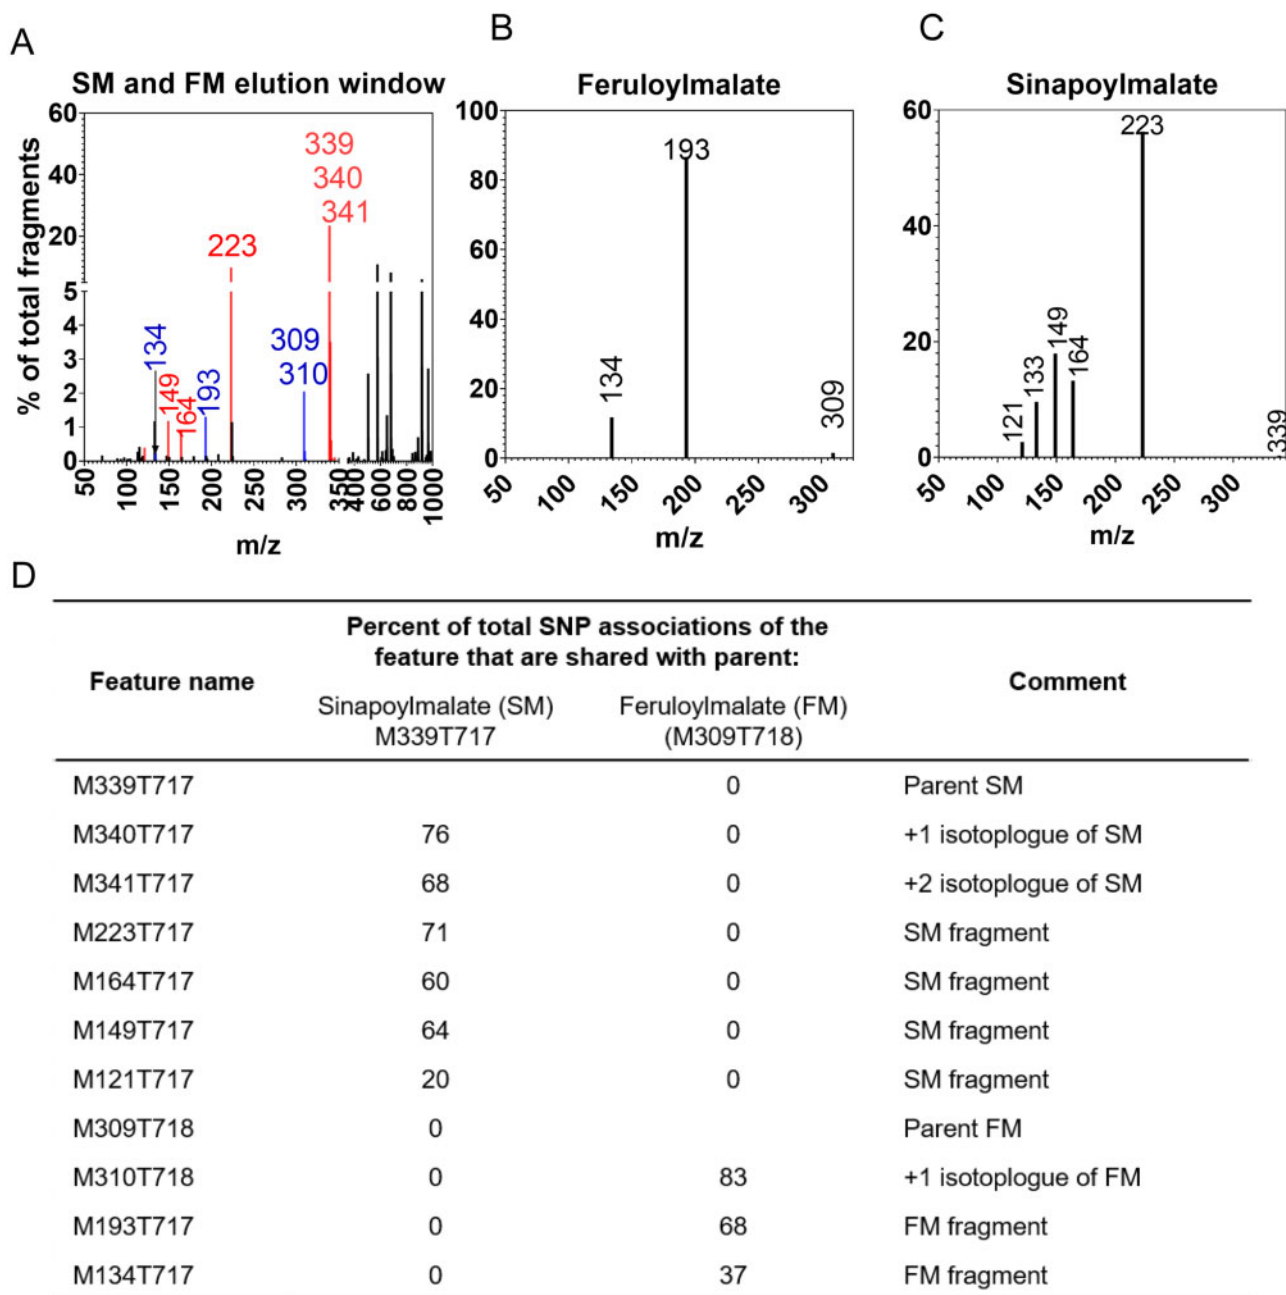 A
B
C
SM and FM elution window
Feruloylmalate
Sinapoylmalate
% of total fragments
60
40
20
5
4
3
2
1
0
134
149
164
193
223
309
310
339
340
341
50
100
150
200
250
300
350
400
600
800
1000
m/z
100
80
60
40
20
0
134
193
309
50
100
150
200
250
300
m/z
60
40
20
0
121
133
149
164
223
339
50
100
150
200
250
300
m/z
D
Percent of total SNP associations of the
feature that are shared with parent:
Feature name
Comment
Sinapoylmalate (SM) Feruloylmalate (FM)
M339T717 (M309T718)
M339T717 0 Parent SM
M340T717 76 0 +1 isotoplogue of SM
M341T717 68 0 +2 isotoplogue of SM
M223T717 71 0 SM fragment
M164T717 60 0 SM fragment
M149T717 64 0 SM fragment
M121T717 20 0 SM fragment
M309T718 0 Parent FM
M310T718 0 83 +1 isotoplogue of FM
M193T717 0 68 FM fragment
M134T717 0 37 FM fragment